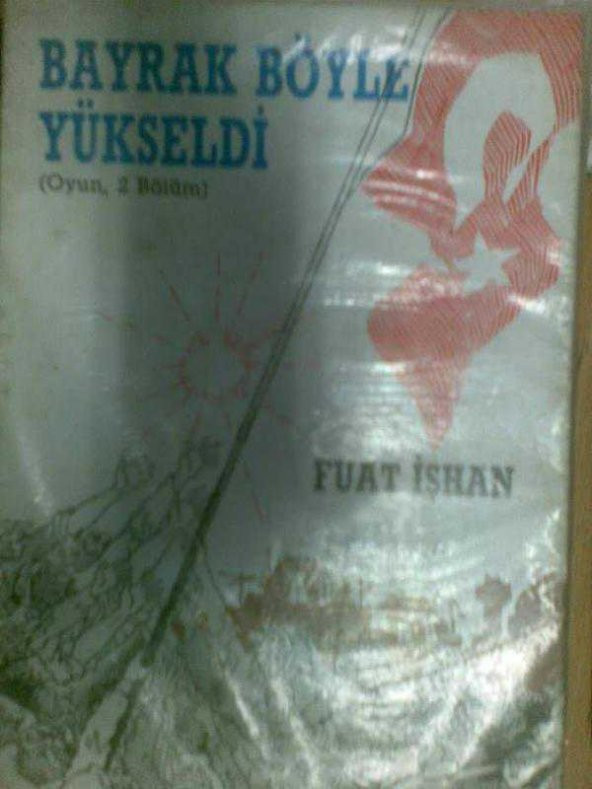 BAYRAK BÖYLE
YÜKSELDİ
(Oyun, 2 Bölüm)
FUAT İŞHAN